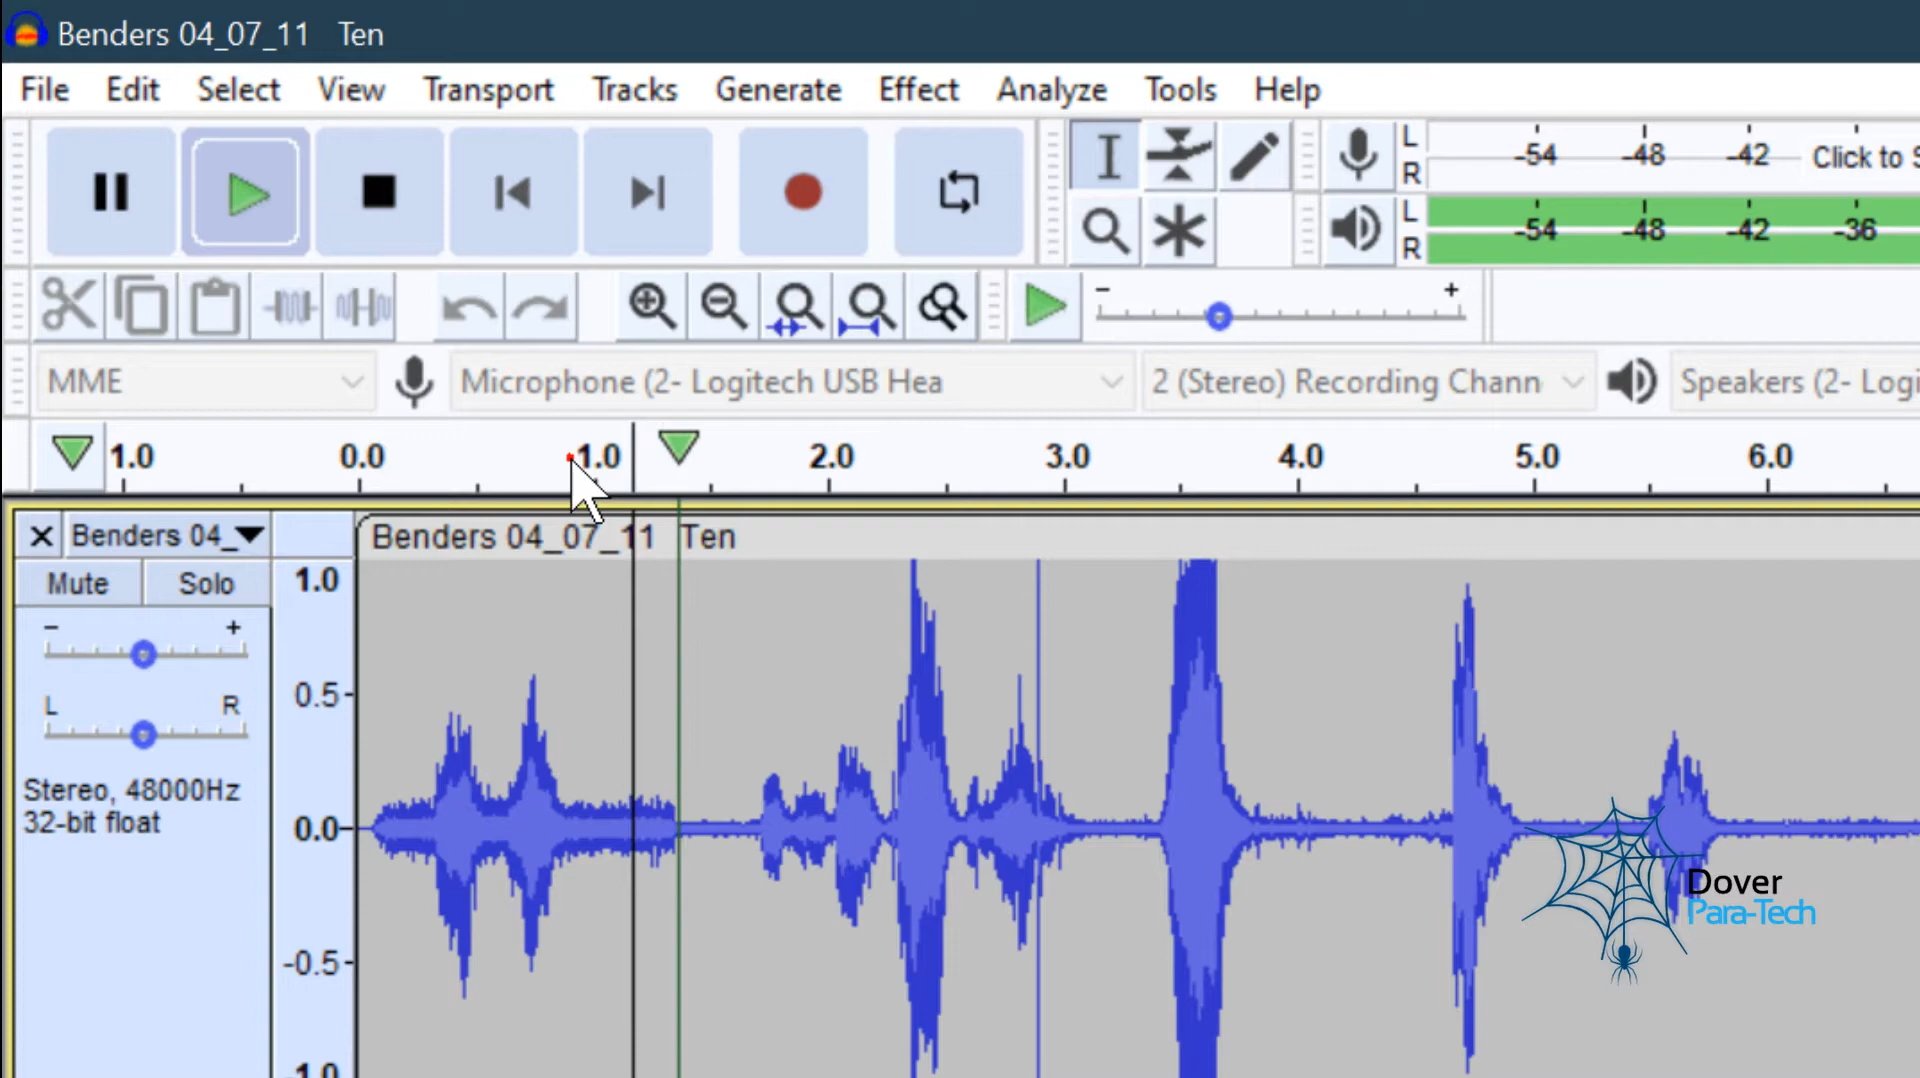 Benders 04_07_11 Ten
File Edit Select View Transport Tracks Generate Effect Analyze Tools Help
L
R
-54 -48 -42 Click to S
L
R
-54 -48 -42 -36
- +
MME Microphone (2- Logitech USB Hea 2 (Stereo) Recording Chann Speakers (2- Logi
1.0 0.0 1.0 2.0 3.0 4.0 5.0 6.0
Benders 04_ Benders 04_07_11 Ten
Mute Solo
- +
L R
Stereo, 48000Hz
32-bit float
1.0
0.5
0.0
-0.5
-1.0
Dover
Para-Tech